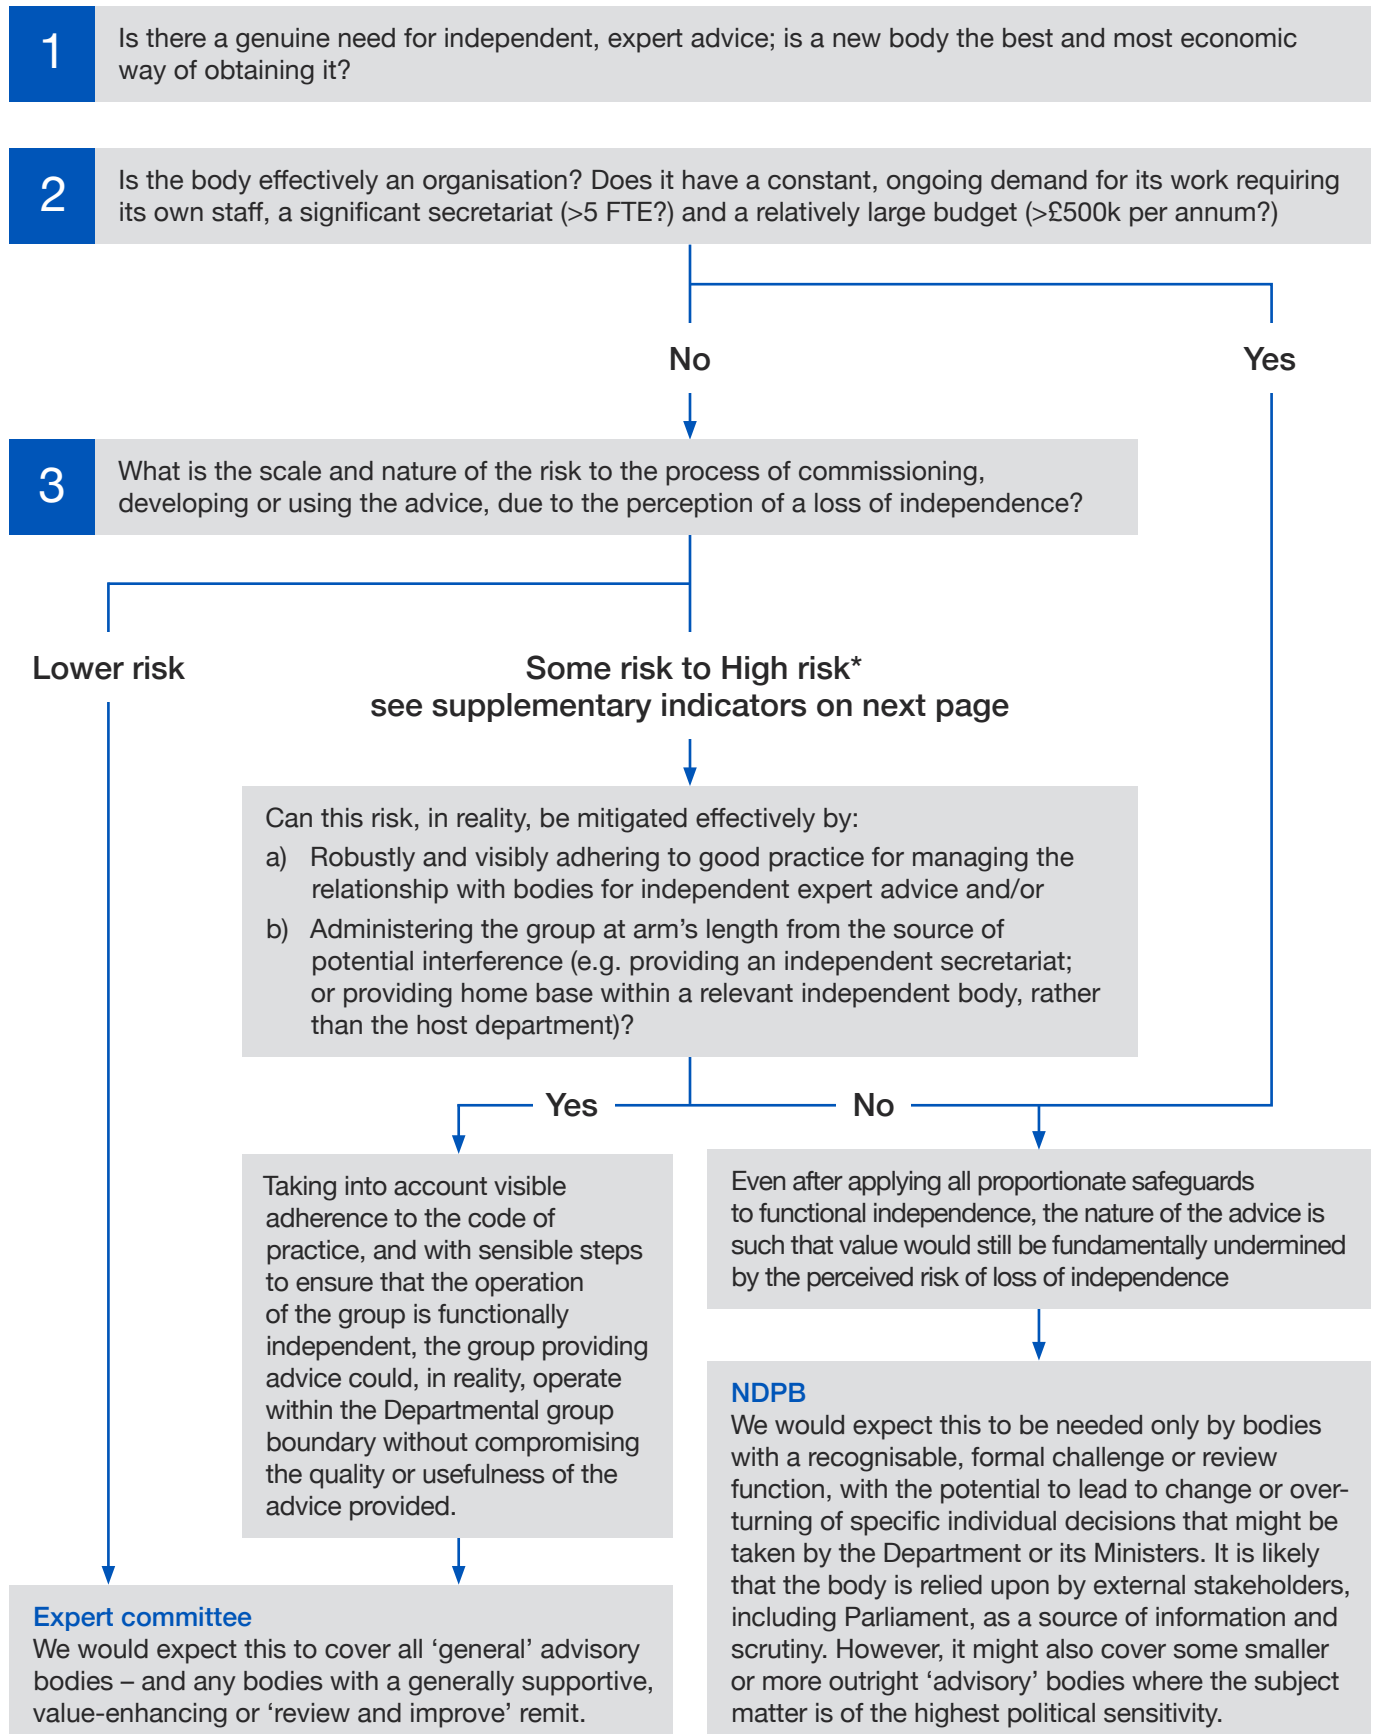 1
Is there a genuine need for independent, expert advice; is a new body the best and most economic
way of obtaining it?
2
Is the body effectively an organisation? Does it have a constant, ongoing demand for its work requiring
its own staff, a significant secretariat (>5 FTE?) and a relatively large budget (>£500k per annum?)
No
Yes
3
What is the scale and nature of the risk to the process of commissioning,
developing or using the advice, due to the perception of a loss of independence?
Lower risk
Some risk to High risk*
see supplementary indicators on next page
Can this risk, in reality, be mitigated effectively by:
a) Robustly and visibly adhering to good practice for managing the
relationship with bodies for independent expert advice and/or
b) Administering the group at arm’s length from the source of
potential interference (e.g. providing an independent secretariat;
or providing home base within a relevant independent body, rather
than the host department)?
Yes
No
Taking into account visible
adherence to the code of
practice, and with sensible steps
to ensure that the operation
of the group is functionally
independent, the group providing
advice could, in reality, operate
within the Departmental group
boundary without compromising
the quality or usefulness of the
advice provided.
Even after applying all proportionate safeguards
to functional independence, the nature of the advice is
such that value would still be fundamentally undermined
by the perceived risk of loss of independence
Expert committee
We would expect this to cover all ‘general’ advisory
bodies – and any bodies with a generally supportive,
value-enhancing or ‘review and improve’ remit.
NDPB
We would expect this to be needed only by bodies
with a recognisable, formal challenge or review
function, with the potential to lead to change or over-
turning of specific individual decisions that might be
taken by the Department or its Ministers. It is likely
that the body is relied upon by external stakeholders,
including Parliament, as a source of information and
scrutiny. However, it might also cover some smaller
or more outright ‘advisory’ bodies where the subject
matter is of the highest political sensitivity.